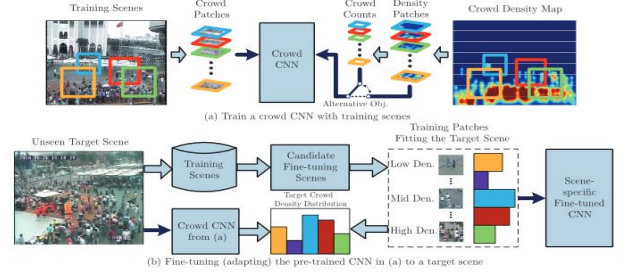 Training Scenes
Crowd
Patches
Crowd
CNN
Crowd
Counts
Density
Patches
Crowd Density Map
Alternative Obj.
(a) Train a crowd CNN with training scenes
Unseen Target Scene
Training
Scenes
Candidate
Fine-tuning
Scenes
Training Patches
Fitting the Target Scene
Low Den.
Mid Den.
High Den.
Scene-
specific
Fine-tuned
CNN
Crowd CNN
from (a)
Target Crowd
Density Distribution
(b) Fine-tuning (adapting) the pre-trained CNN in (a) to a target scene